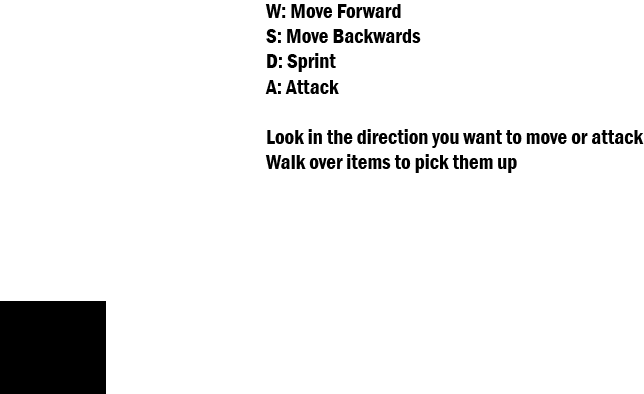 W: Move Forward
S: Move Backwards
D: Sprint
A: Attack
Look in the direction you want to move or attack
Walk over items to pick them up